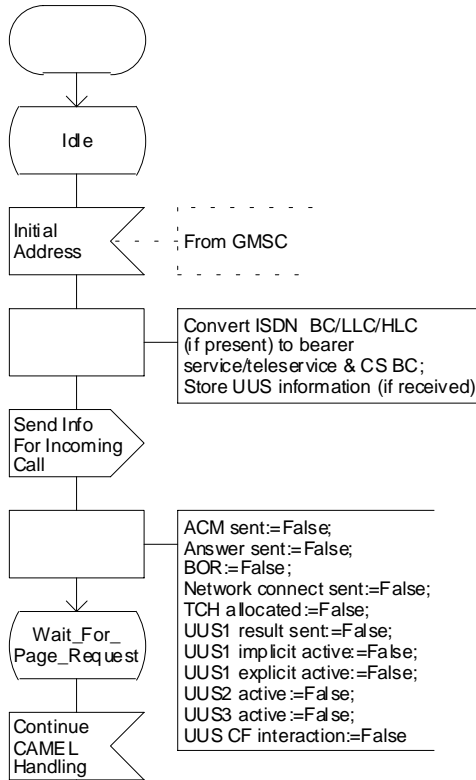 Idle
Initial
Address
From GMSC
Convert ISDN BC/LLC/HLC
(if present) to bearer
service/teleservice & CS BC;
Store UUS information (if received)
Send Info
For Incoming
Call
ACM sent:=False;
Answer sent:=False;
BOR:=False;
Network connect sent:=False;
TCH allocated:=False;
UUS1 result sent:=False;
UUS1 implicit active:=False;
UUS1 explicit active:=False;
UUS2 active:=False;
UUS3 active:=False;
UUS CF interaction:=False
Wait_For_
Page_Request
Continue
CAMEL
Handling